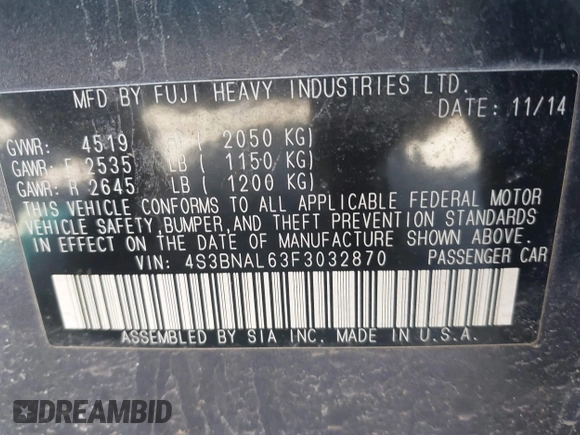 MFD BY FUJI HEAVY INDUSTRIES LTD.
DATE: 11/14
GVWR: 4519 ( 2050 KG)
GAWR: F 2535 LB ( 1150 KG)
GAWR: R 2645 LB ( 1200 KG)
THIS VEHICLE CONFORMS TO ALL APPLICABLE FEDERAL MOTOR
VEHICLE SAFETY, BUMPER, AND THEFT PREVENTION STANDARDS
IN EFFECT ON THE DATE OF MANUFACTURE SHOWN ABOVE.
VIN: 4S3BNAL63F3032870 PASSENGER CAR
ASSEMBLED BY SIA INC. MADE IN U.S.A.
DREAMBID